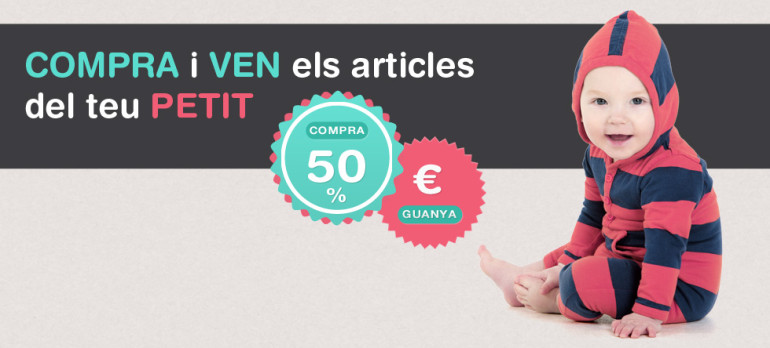 COMPRA i VEN els articles
del teu PETIT
COMPRA
50
%
€
GUANYA